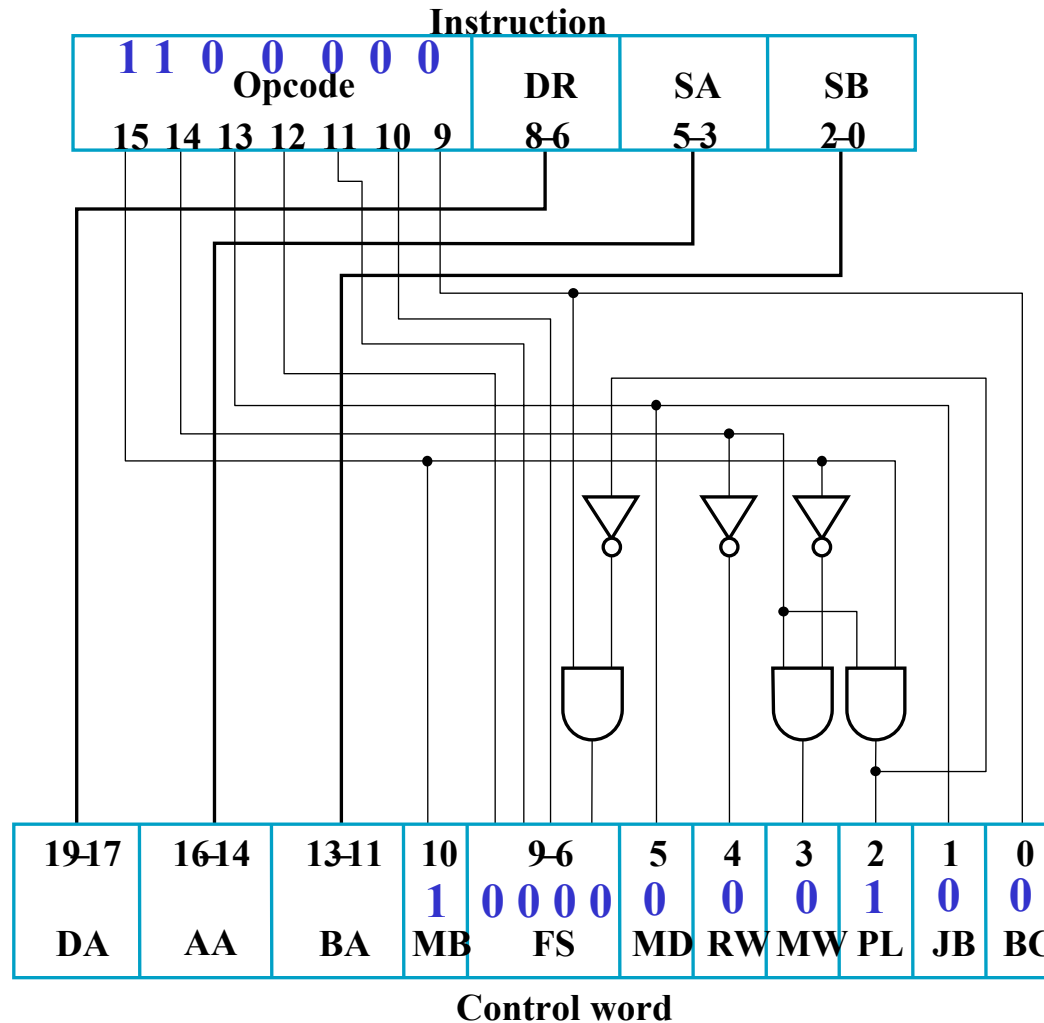 Instruction
1 1 0 0 0 0 0
Opcode DR SA SB
15 14 13 12 11 10 9 8-6 5-3 2-0
19-17 16-14 13-11 10 9-6 5 4 3 2 1 0
1 0 0 0 0 0 0 0 1 0 0
DA AA BA MB FS MD RW MW PL JB BC
Control word